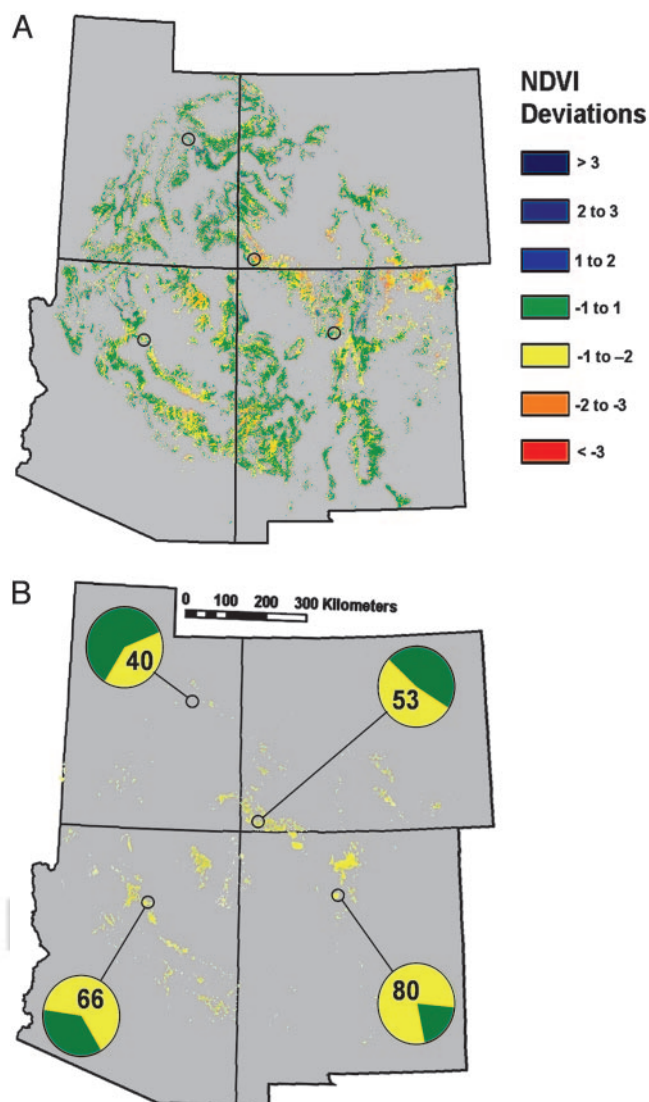 A
NDVI
Deviations
> 3
2 to 3
1 to 2
-1 to 1
-1 to –2
-2 to -3
< -3
B
0 100 200 300 Kilometers
40
53
66
80